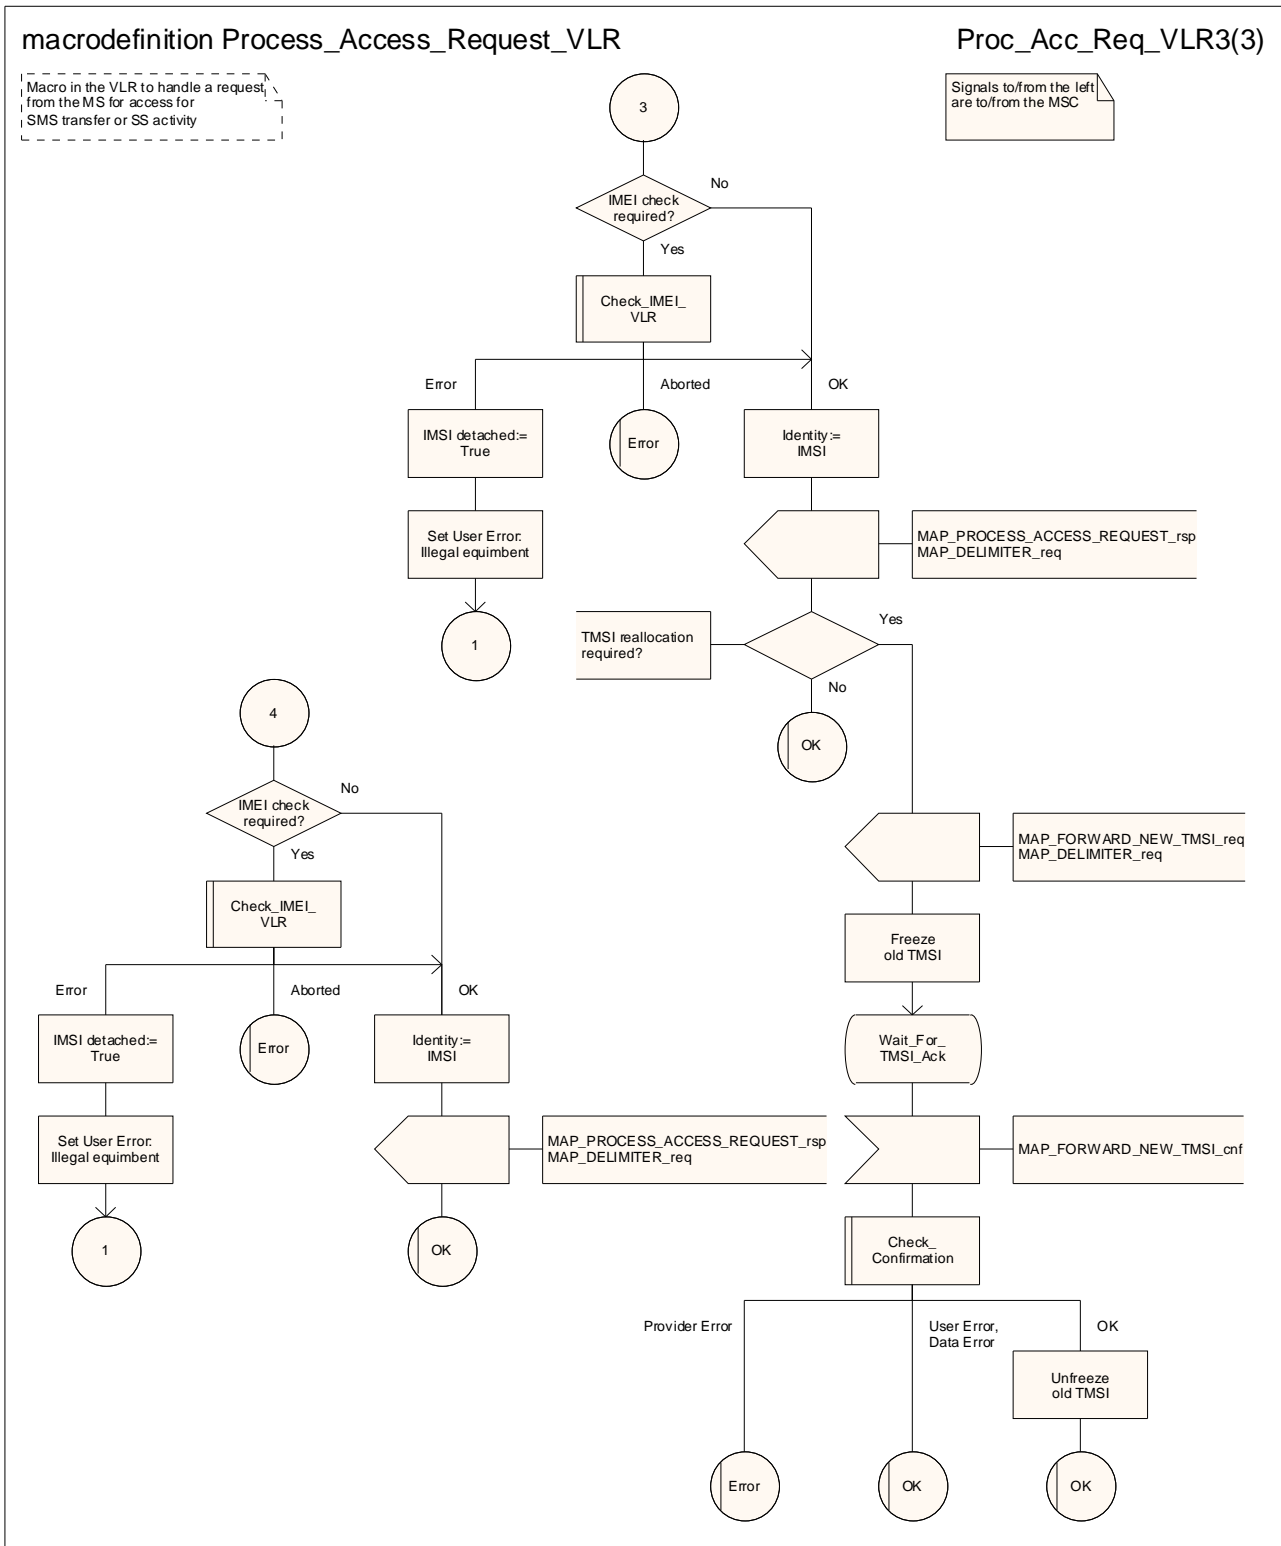 macrodefinition Process_Access_Request_VLR
Proc_Acc_Req_VLR3(3)
Macro in the VLR to handle a request
from the MS for access for
SMS transfer or SS activity
Signals to/from the left
are to/from the MSC
3
IMEI check
required?
No
Yes
Check_IMEI_
VLR
Error
Aborted
OK
IMSI detached:=
True
Error
Identity:=
IMSI
Set User Error:
Illegal equimbent
MAP_PROCESS_ACCESS_REQUEST_rsp
MAP_DELIMITER_req
1
TMSI reallocation
required?
Yes
No
OK
4
IMEI check
required?
No
Yes
Check_IMEI_
VLR
Error
Aborted
OK
IMSI detached:=
True
Error
Identity:=
IMSI
Set User Error:
Illegal equimbent
MAP_PROCESS_ACCESS_REQUEST_rsp
MAP_DELIMITER_req
1
OK
MAP_FORWARD_NEW_TMSI_req
MAP_DELIMITER_req
Freeze
old TMSI
Wait_For_
TMSI_Ack
MAP_FORWARD_NEW_TMSI_cnf
Check_
Confirmation
Provider Error
User Error,
Data Error
OK
Unfreeze
old TMSI
Error
OK
OK